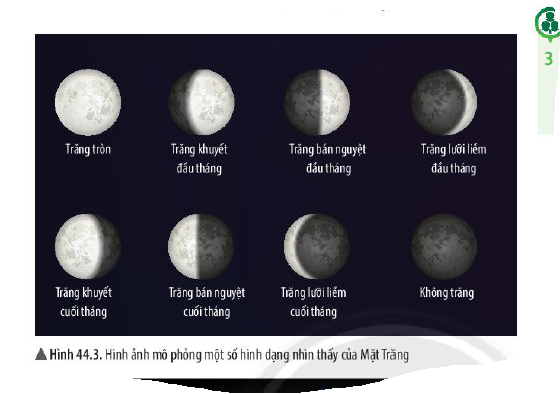 3
Trăng tròn
Trăng khuyết
đầu tháng
Trăng bán nguyệt
đầu tháng
Trăng lưỡi liềm
đầu tháng
Trăng khuyết
cuối tháng
Trăng bán nguyệt
cuối tháng
Trăng lưỡi liềm
cuối tháng
Không trăng
▲ Hình 44.3. Hình ảnh mô phỏng một số hình dạng nhìn thấy của Mặt Trăng